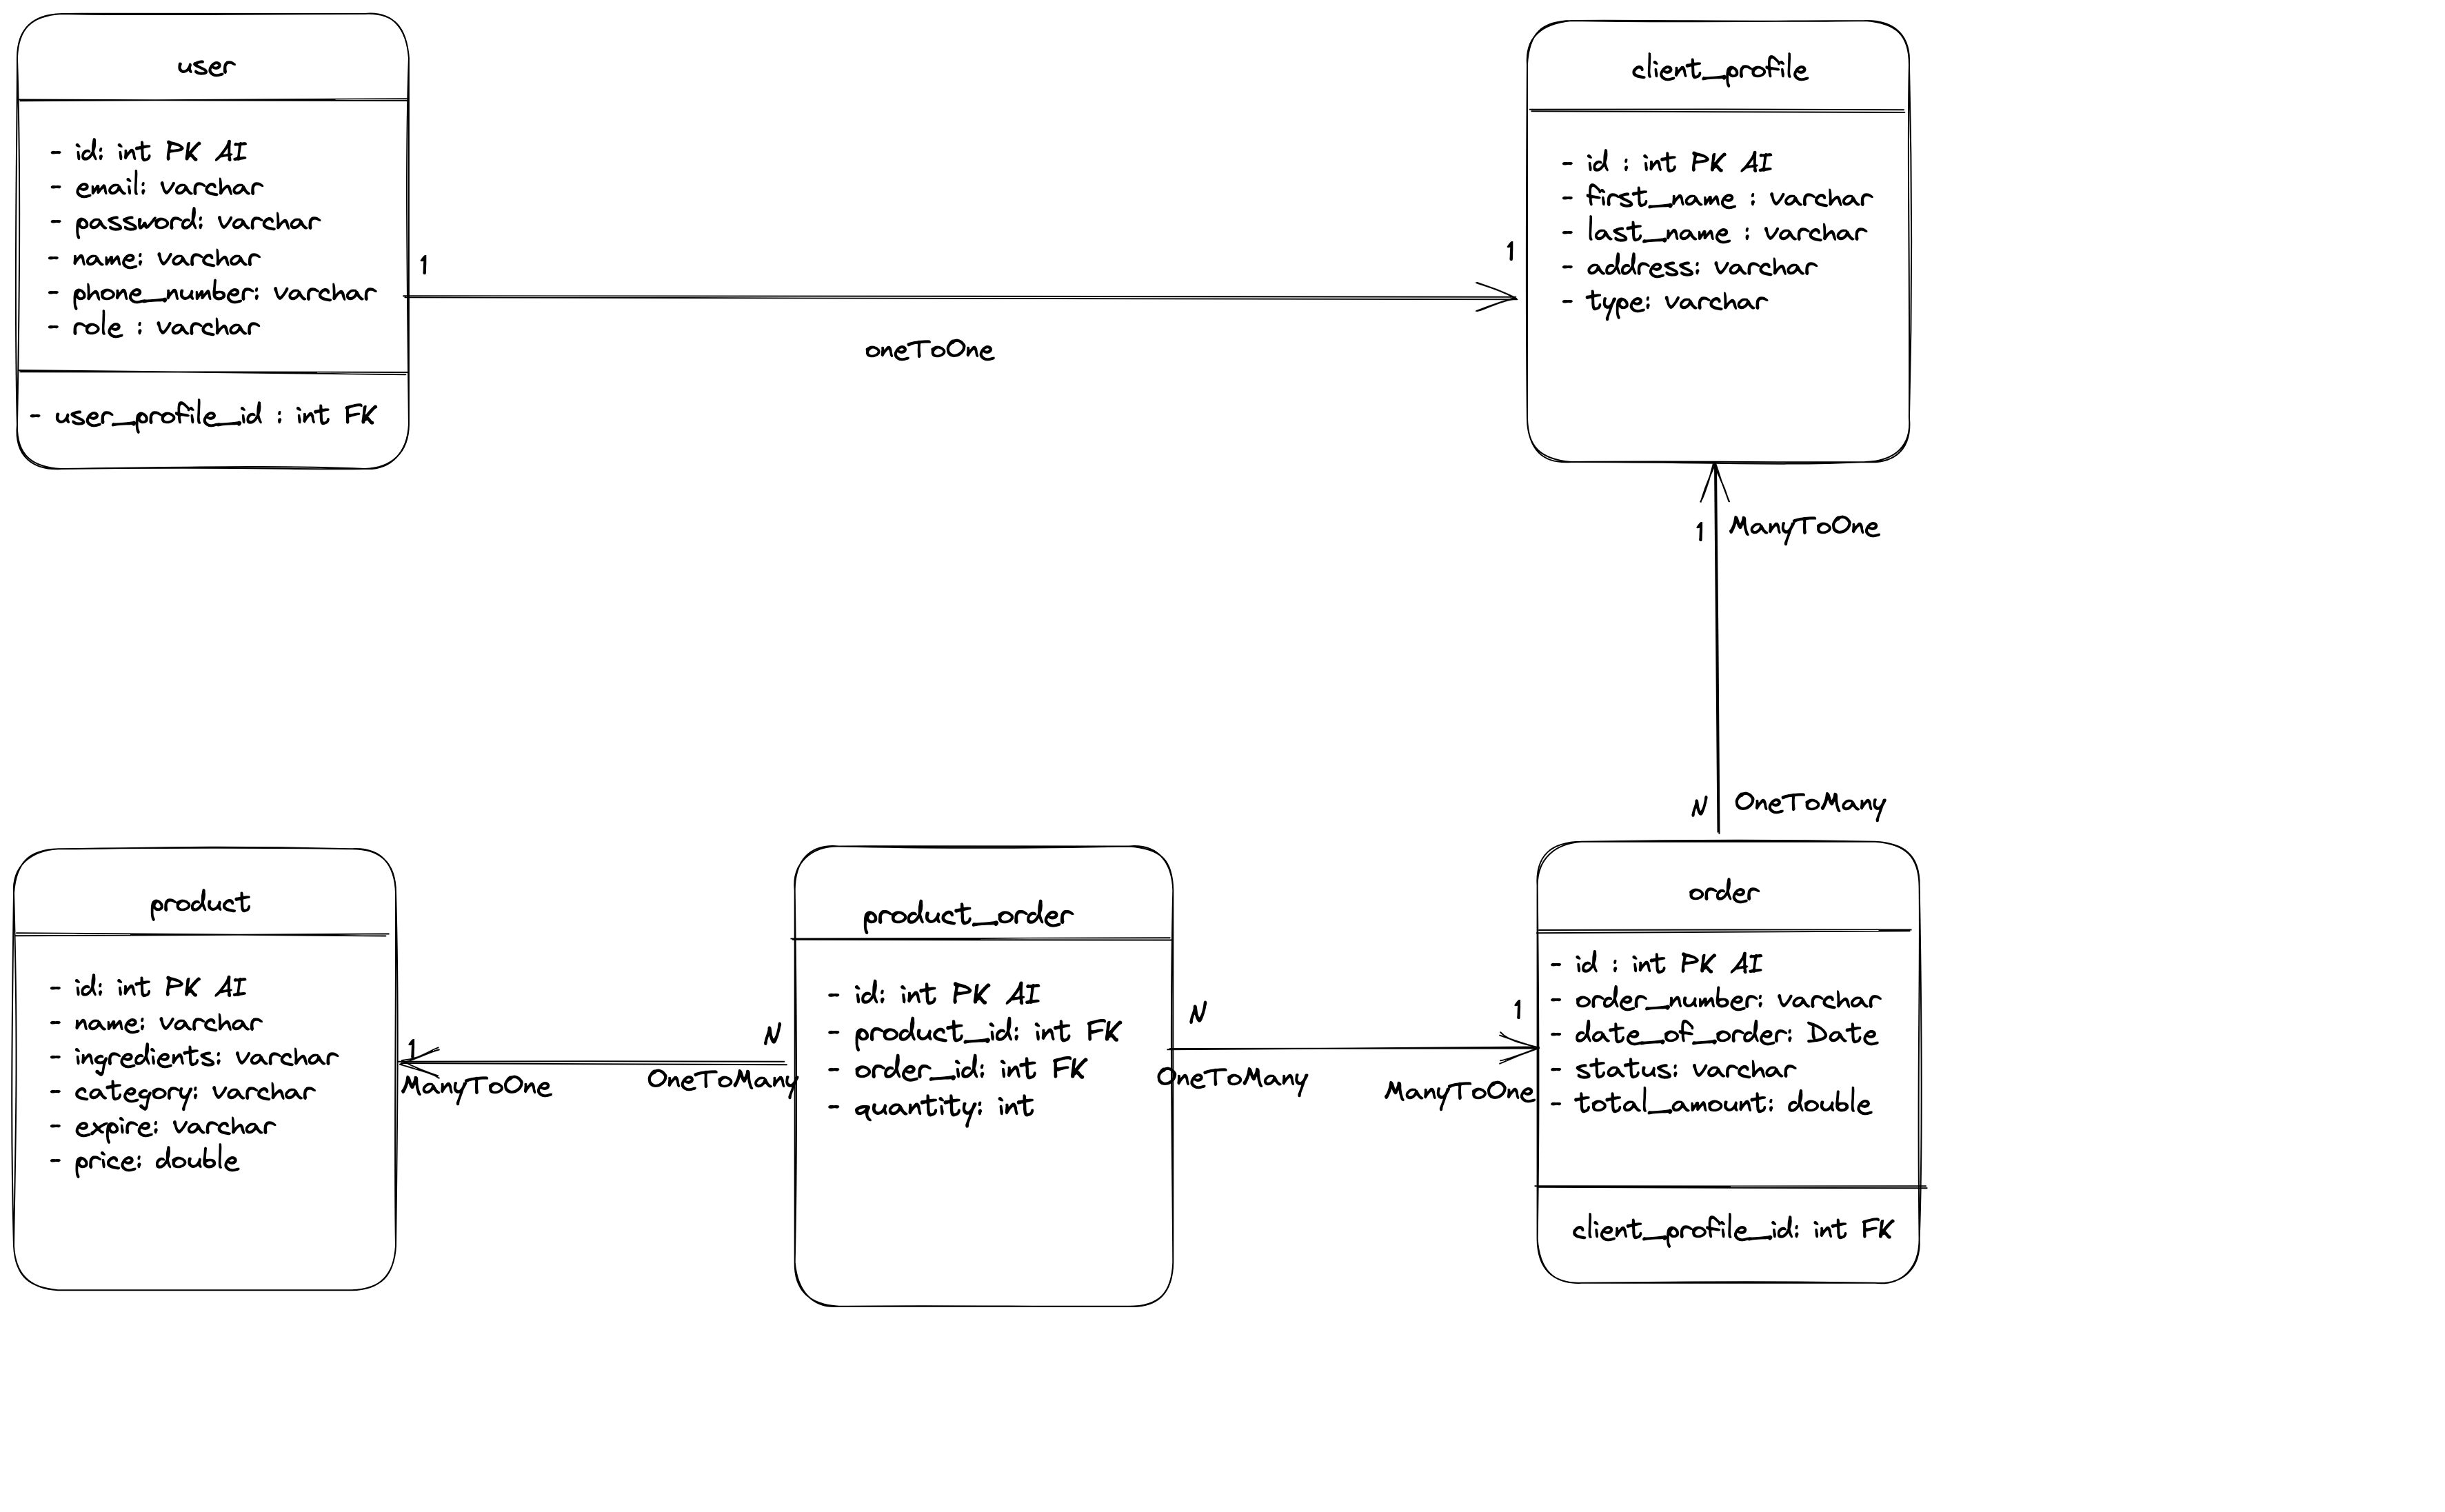 user
- id: int PK AI
- email: varchar
- password: varchar
- name: varchar
- phone_number: varchar
- role : varchar
- user_profile_id : int FK
1
1
oneToOne
client_profile
- id : int PK AI
- first_name : varchar
- last_name : varchar
- address: varchar
- type: varchar
1 ManyToOne
N OneToMany
product
- id: int PK AI
- name: varchar
- ingredients: varchar
- category: varchar
- expire: varchar
- price: double
1
ManyToOne
N
OneToMany
product_order
- id: int PK AI
- product_id: int FK
- order_id: int FK
- quantity: int
N
OneToMany
1
ManyToOne
order
- id : int PK AI
- order_number: varchar
- date_of_order: Date
- status: varchar
- total_amount: double
client_profile_id: int FK